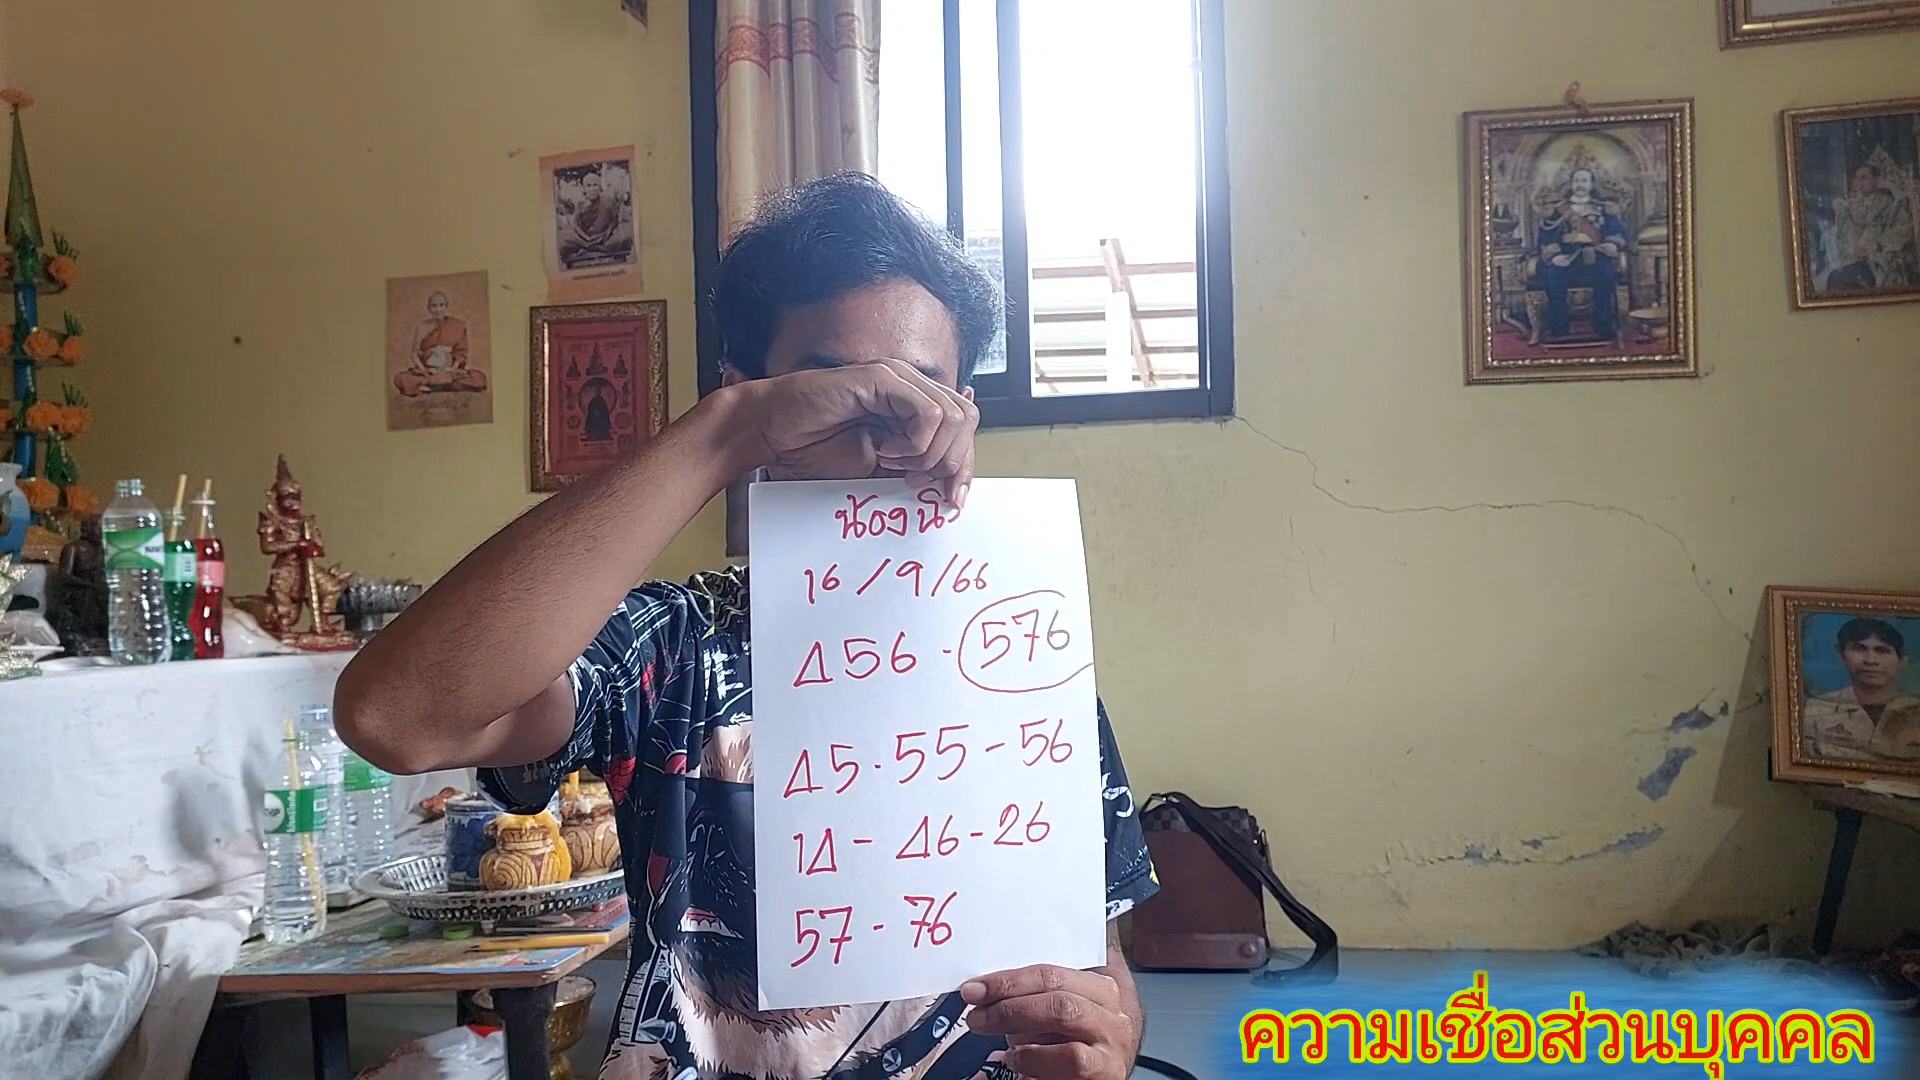 น้อง
16/9/66
456 . 576
45 . 55 - 56
14 - 46 - 26
57 - 76
ความเชื่อส่วนบุคคล